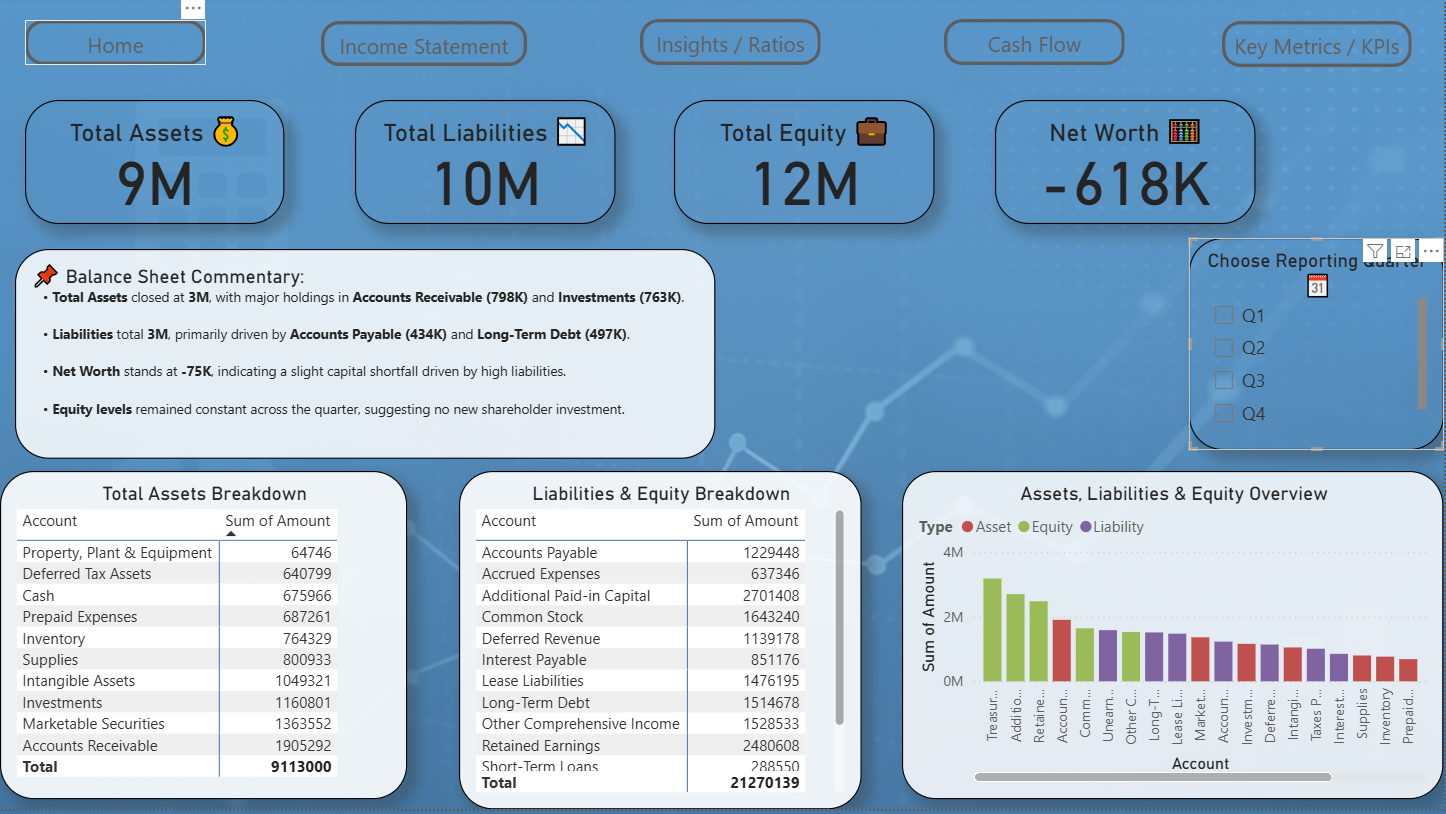 Home
Income Statement
Insights / Ratios
Cash Flow
Key Metrics / KPIs
Total Assets
9M
Total Liabilities
10M
Total Equity
12M
Net Worth
-618K
Balance Sheet Commentary:
• Total Assets closed at 3M, with major holdings in Accounts Receivable (798K) and Investments (763K).
• Liabilities total 3M, primarily driven by Accounts Payable (434K) and Long-Term Debt (497K).
• Net Worth stands at -75K, indicating a slight capital shortfall driven by high liabilities.
• Equity levels remained constant across the quarter, suggesting no new shareholder investment.
Choose Reporting Quarter
31
Q1
Q2
Q3
Q4
Total Assets Breakdown
Account Sum of Amount
Property, Plant & Equipment 64746
Deferred Tax Assets 640799
Cash 675966
Prepaid Expenses 687261
Inventory 764329
Supplies 800933
Intangible Assets 1049321
Investments 1160801
Marketable Securities 1363552
Accounts Receivable 1905292
Total 9113000
Liabilities & Equity Breakdown
Account Sum of Amount
Accounts Payable 1229448
Accrued Expenses 637346
Additional Paid-in Capital 2701408
Common Stock 1643240
Deferred Revenue 1139178
Interest Payable 851176
Lease Liabilities 1476195
Long-Term Debt 1514678
Other Comprehensive Income 1528533
Retained Earnings 2480608
Short-Term Loans 288550
Total 21270139
Assets, Liabilities & Equity Overview
Type Asset Equity Liability
Sum of Amount
4M
2M
0M
Treasur...
Additio...
Retaine...
Accoun...
Comm...
Unearn...
Other C...
Long-T...
Lease Li...
Market...
Accoun...
Investm...
Deferre...
Intangi...
Taxes P...
Interest...
Supplies
Inventory
Prepaid...
Account